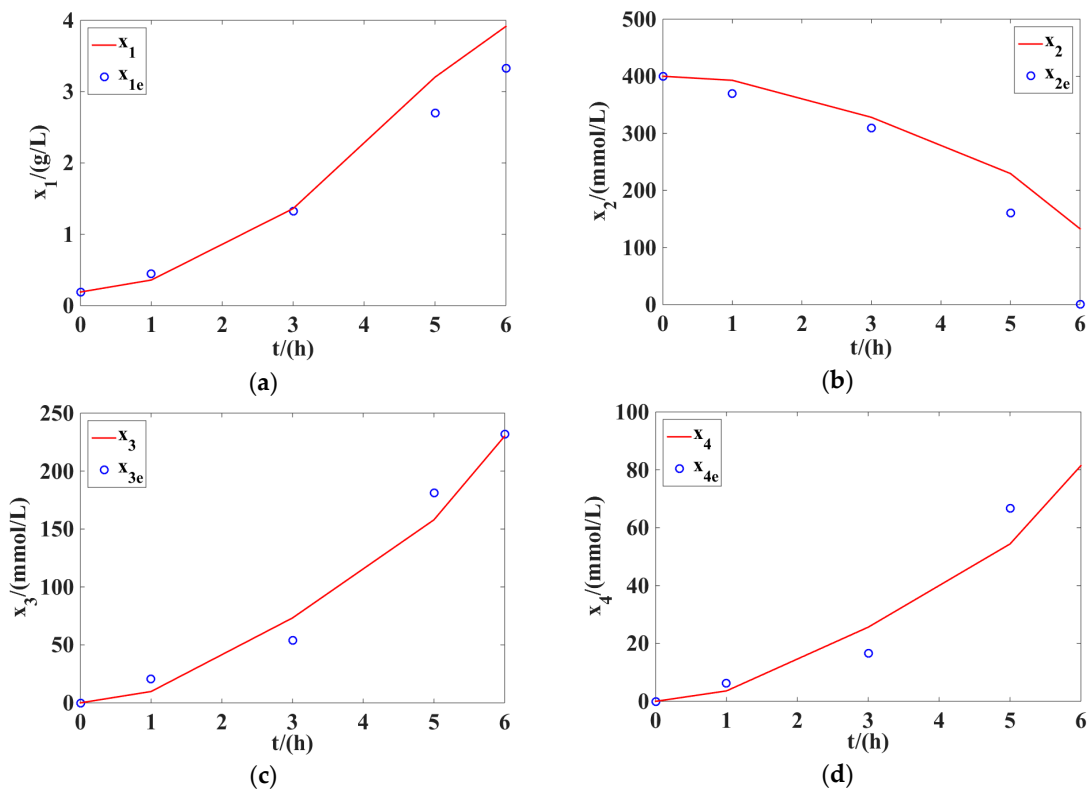 4
3
2
1
0
x₁/(g/L)
x₁
x₁ₑ
0 1 2 3 4 5 6
t/(h)
(a)
500
400
300
200
100
0
x₂/(mmol/L)
x₂
x₂ₑ
0 1 2 3 4 5 6
t/(h)
(b)
250
200
150
100
50
0
x₃/(mmol/L)
x₃
x₃ₑ
0 1 2 3 4 5 6
t/(h)
(c)
100
80
60
40
20
0
x₄/(mmol/L)
x₄
x₄ₑ
0 1 2 3 4 5 6
t/(h)
(d)